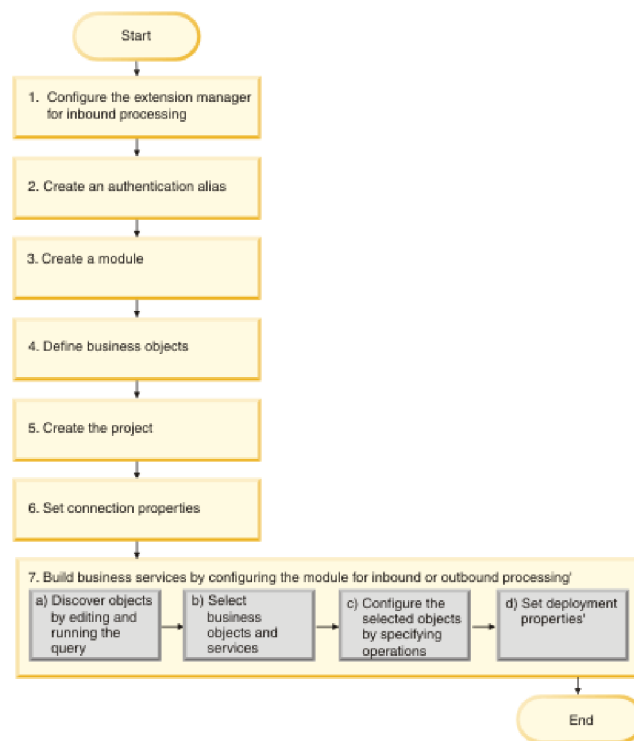 Start
1. Configure the extension manager
for inbound processing
2. Create an authentication alias
3. Create a module
4. Define business objects
5. Create the project
6. Set connection properties
7. Build business services by configuring the module for inbound or outbound processing'
a) Discover objects
by editing and
running the
query
b) Select
business
objects and
services
c) Configure the
selected objects
by specifying
operations
d) Set deployment
properties'
End